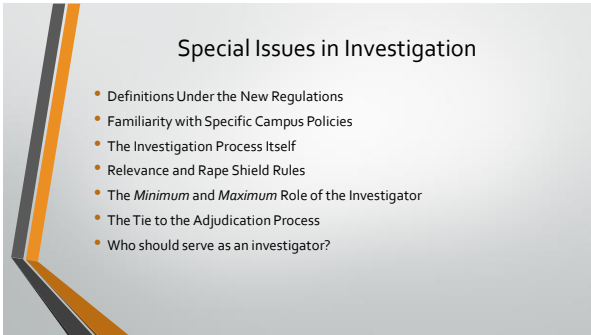 Special Issues in Investigation
• Definitions Under the New Regulations
• Familiarity with Specific Campus Policies
• The Investigation Process Itself
• Relevance and Rape Shield Rules
• The Minimum and Maximum Role of the Investigator
• The Tie to the Adjudication Process
• Who should serve as an investigator?